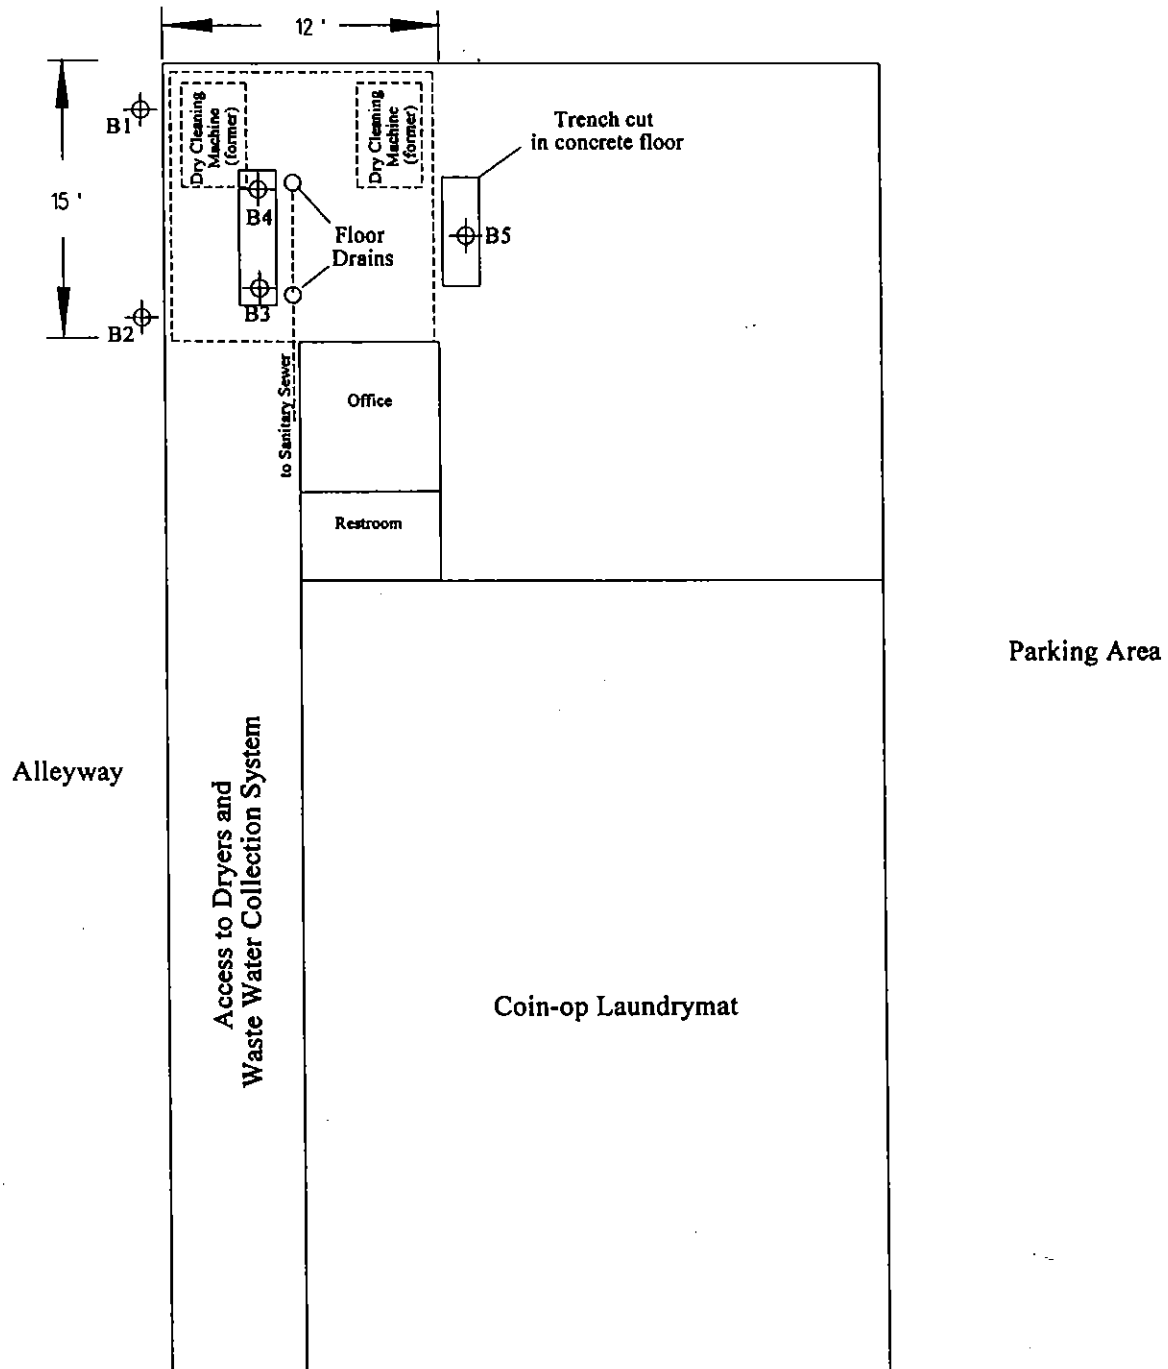 12 '
B1
Dry Cleaning
Machine
(former)
Dry Cleaning
Machine
(former)
Trench cut
in concrete floor
15 '
B4
Floor
Drains
B5
B3
B2
to Sanitary Sewer
Office
Restroom
Parking Area
Alleyway
Access to Dryers and
Waste Water Collection System
Coin-op Laundrymat